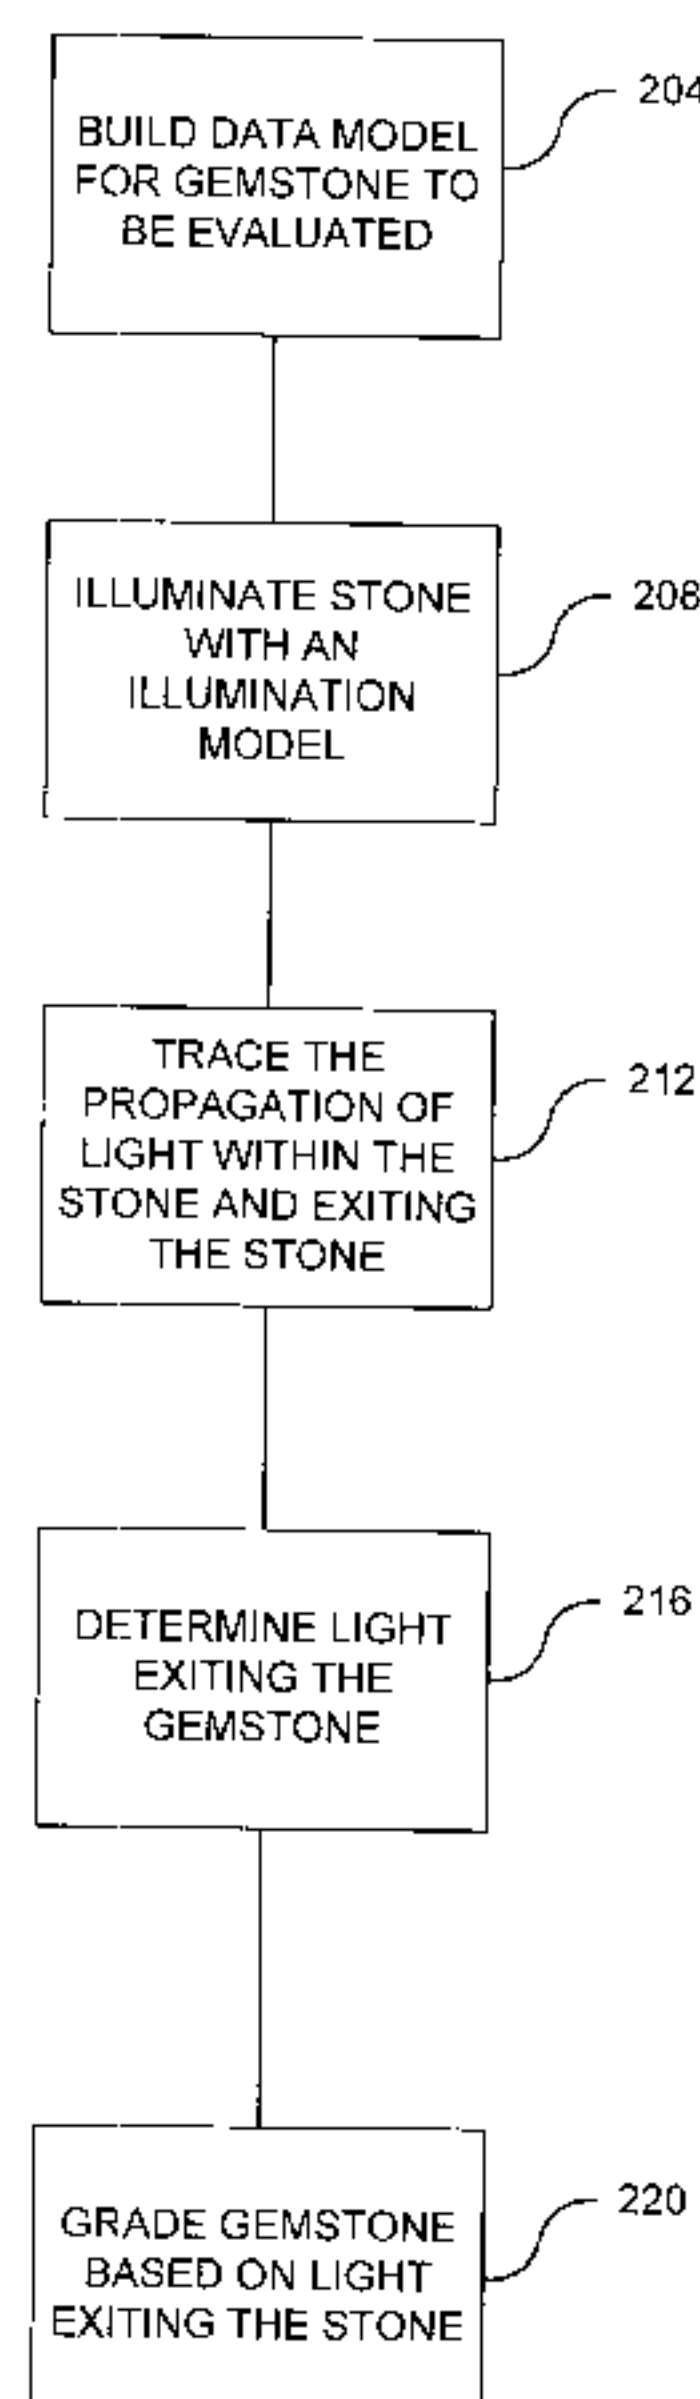 BUILD DATA MODEL
FOR GEMSTONE TO
BE EVALUATED
204
ILLUMINATE STONE
WITH AN
ILLUMINATION
MODEL
208
TRACE THE
PROPAGATION OF
LIGHT WITHIN THE
STONE AND EXITING
THE STONE
212
DETERMINE LIGHT
EXITING THE
GEMSTONE
216
GRADE GEMSTONE
BASED ON LIGHT
EXITING THE STONE
220